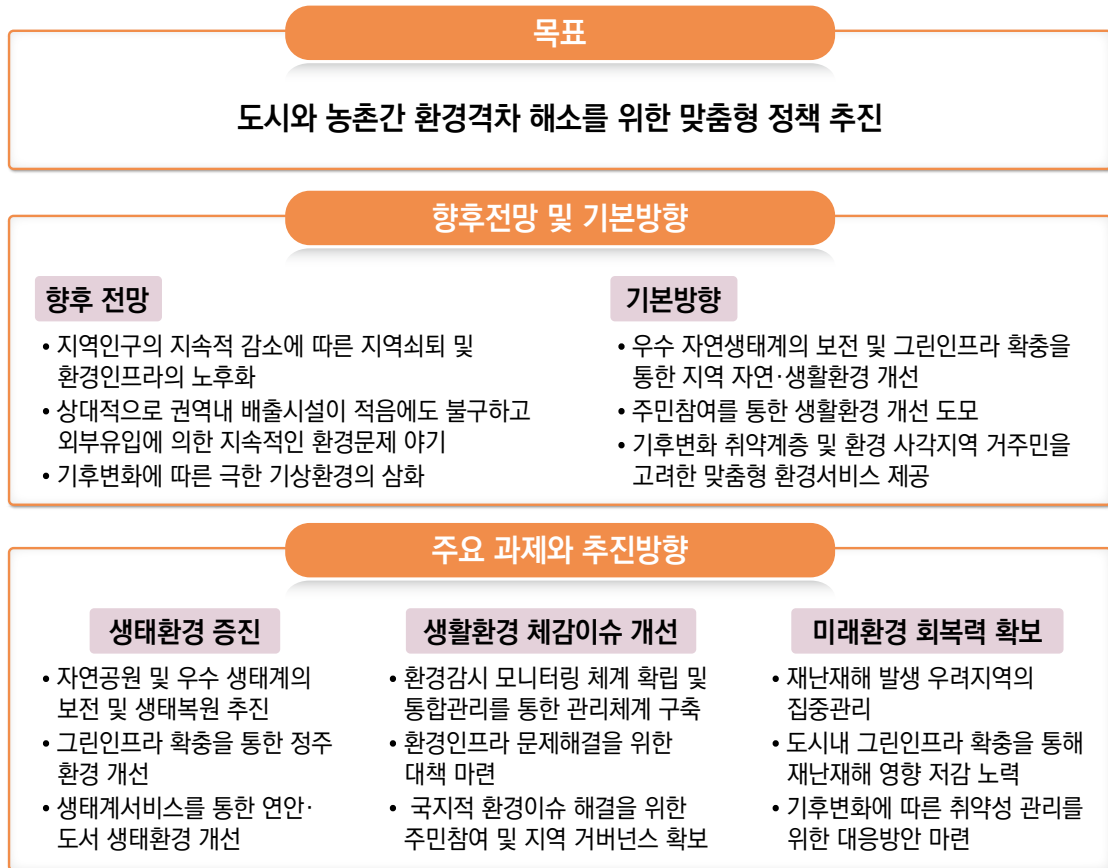 목표
도시와 농촌간 환경격차 해소를 위한 맞춤형 정책 추진
향후전망 및 기본방향
향후 전망
• 지역인구의 지속적 감소에 따른 지역쇠퇴 및
환경인프라의 노후화
• 상대적으로 권역내 배출시설이 적음에도 불구하고
외부유입에 의한 지속적인 환경문제 야기
• 기후변화에 따른 극한 기상환경의 삼화
기본방향
• 우수 자연생태계의 보전 및 그린인프라 확충을
통한 지역 자연·생활환경 개선
• 주민참여를 통한 생활환경 개선 도모
• 기후변화 취약계층 및 환경 사각지역 거주민을
고려한 맞춤형 환경서비스 제공
주요 과제와 추진방향
생태환경 증진
• 자연공원 및 우수 생태계의
보전 및 생태복원 추진
• 그린인프라 확충을 통한 정주
환경 개선
• 생태계서비스를 통한 연안·
도서 생태환경 개선
생활환경 체감이슈 개선
• 환경감시 모니터링 체계 확립 및
통합관리를 통한 관리체계 구축
• 환경인프라 문제해결을 위한
대책 마련
• 국지적 환경이슈 해결을 위한
주민참여 및 지역 거버넌스 확보
미래환경 회복력 확보
• 재난재해 발생 우려지역의
집중관리
• 도시내 그린인프라 확충을 통해
재난재해 영향 저감 노력
• 기후변화에 따른 취약성 관리를
위한 대응방안 마련